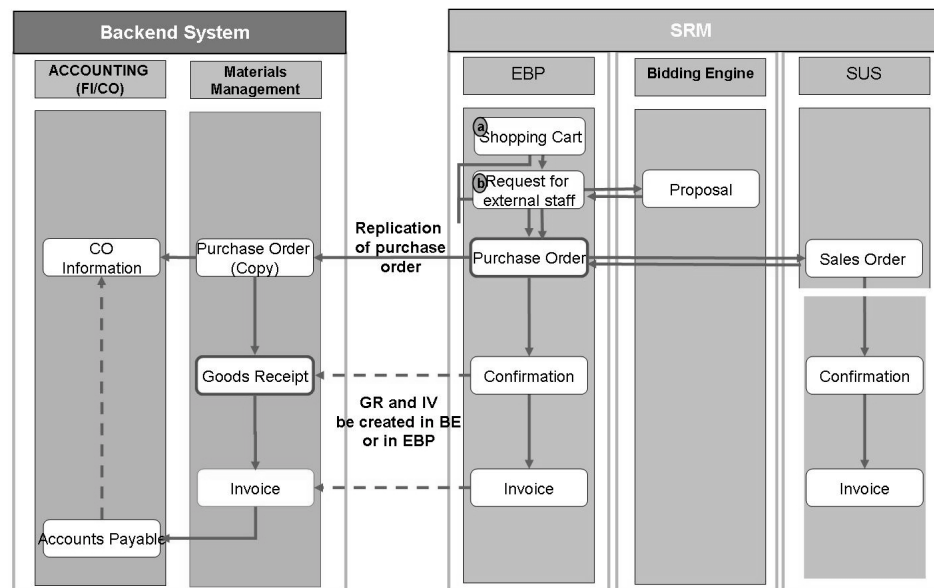 Backend System
SRM
ACCOUNTING
(FI/CO)
Materials
Management
EBP
Bidding Engine
SUS
a
Shopping Cart
b
Request for
external staff
Proposal
Replication
of purchase
order
CO
Information
Purchase Order
(Copy)
Purchase Order
Sales Order
Goods Receipt
Confirmation
Confirmation
GR and IV
be created in BE
or in EBP
Invoice
Invoice
Invoice
Accounts Payable